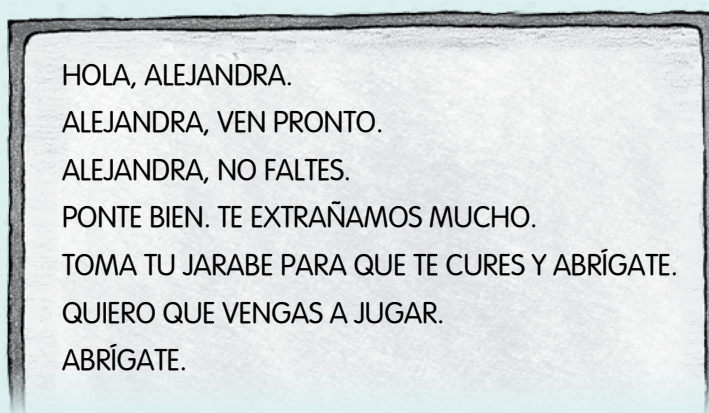 HOLA, ALEJANDRA.
ALEJANDRA, VEN PRONTO.
ALEJANDRA, NO FALTES.
PONTE BIEN. TE EXTRAÑAMOS MUCHO.
TOMA TU JARABE PARA QUE TE CURES Y ABRÍGATE.
QUIERO QUE VENGAS A JUGAR.
ABRÍGATE.